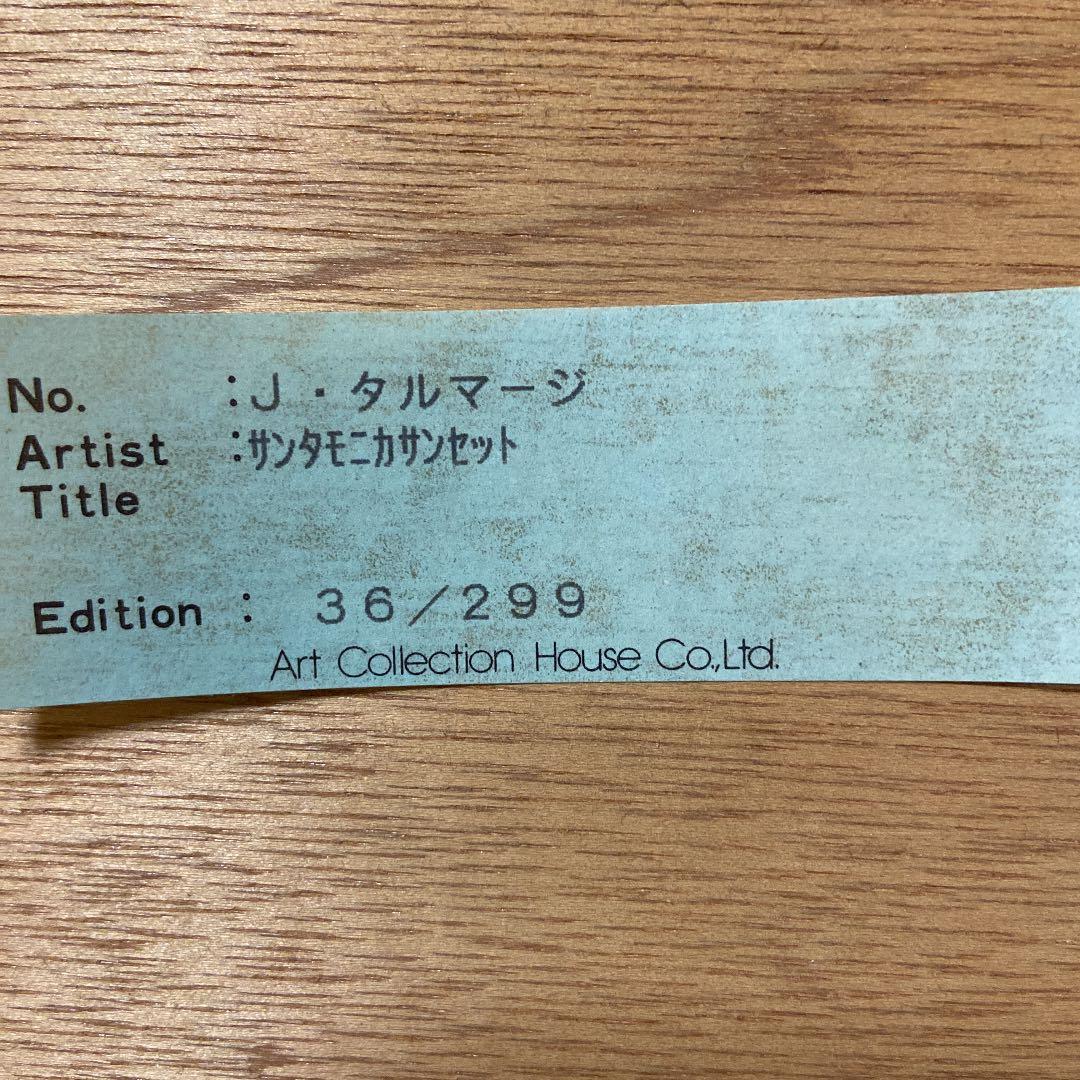 No. :J・タルマージ
Artist :サンタモニカサンセット
Title
Edition : 36/299
Art Collection House Co.,Ltd.